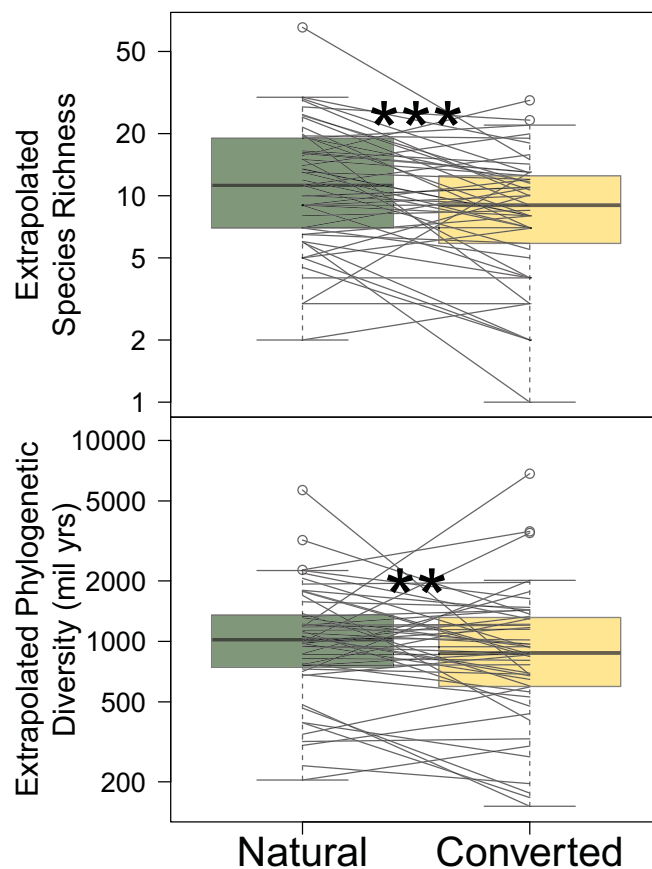 Extrapolated
Species Richness
50
20
10
5
2
1
***
Extrapolated Phylogenetic
Diversity (mil yrs)
10000
5000
2000
1000
500
200
**
Natural Converted